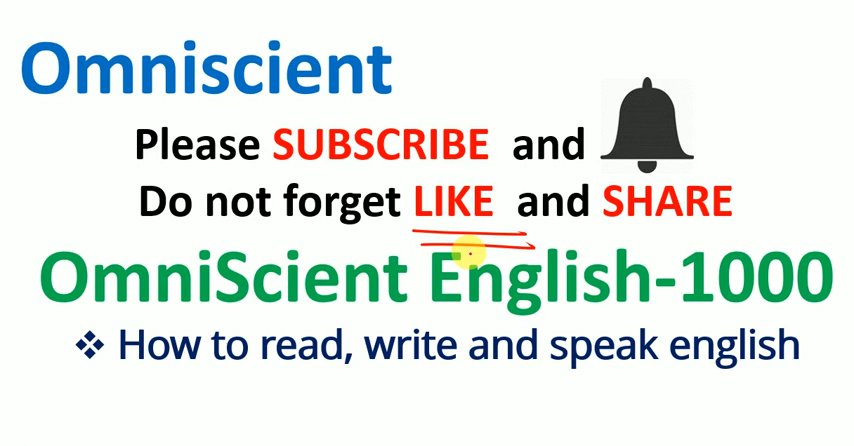 Omniscient
Please SUBSCRIBE and
Do not forget LIKE and SHARE
OmniScient English-1000
❖ How to read, write and speak english